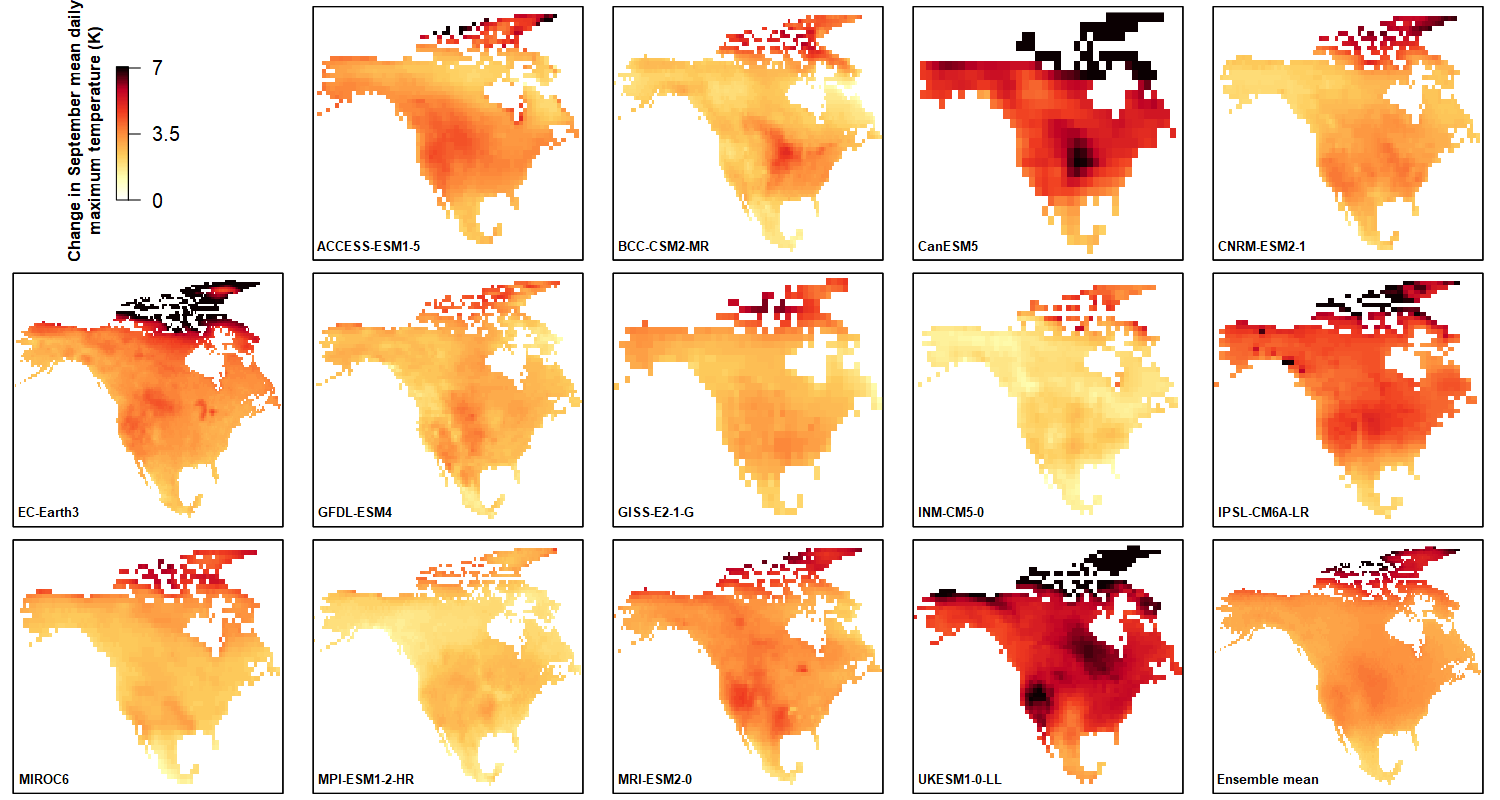 Change in September mean daily
maximum temperature (K)
7
3.5
0
ACCESS-ESM1-5
BCC-CSM2-MR
CanESM5
CNRM-ESM2-1
EC-Earth3
GFDL-ESM4
GISS-E2-1-G
INM-CM5-0
IPSL-CM6A-LR
MIROC6
MPI-ESM1-2-HR
MRI-ESM2-0
UKESM1-0-LL
Ensemble mean